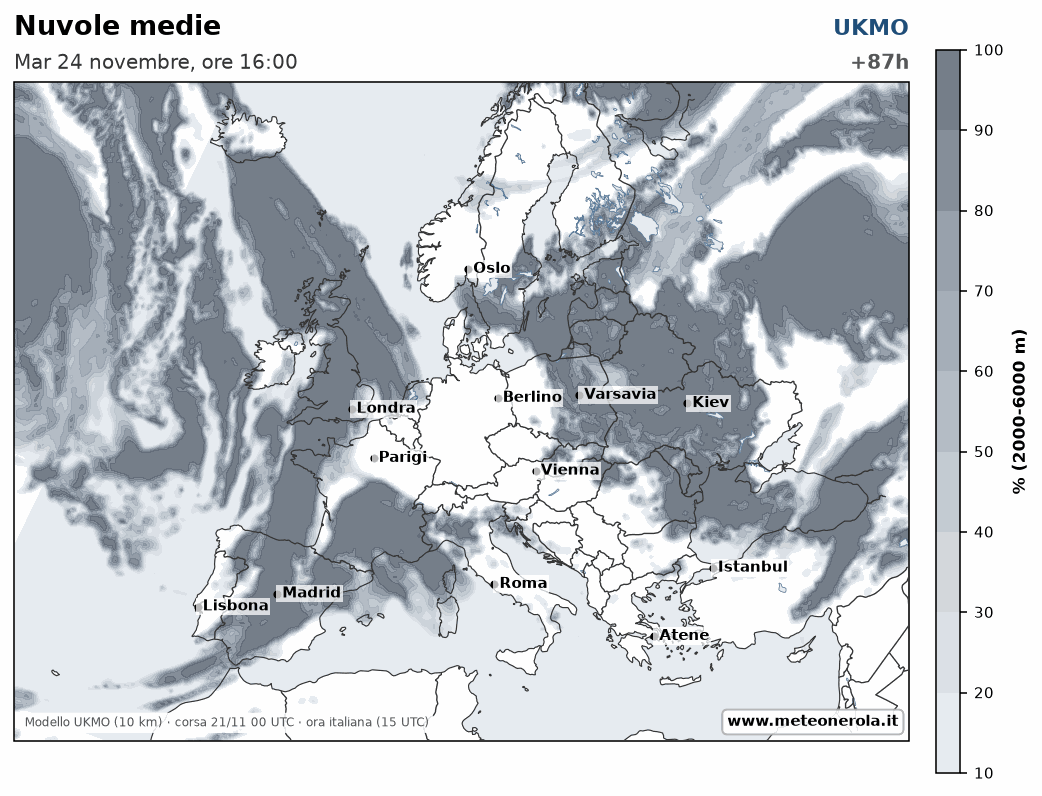 Nuvole medie
UKMO
Mar 24 novembre, ore 16:00
+87h
100
90
80
70
60
50
40
30
20
10
% (2000-6000 m)
Oslo
Berlino
Varsavia
Kiev
Londra
Parigi
Vienna
Istanbul
Roma
Madrid
Lisbona
Atene
Modello UKMO (10 km) · corsa 21/11 00 UTC · ora italiana (15 UTC)
www.meteonerola.it